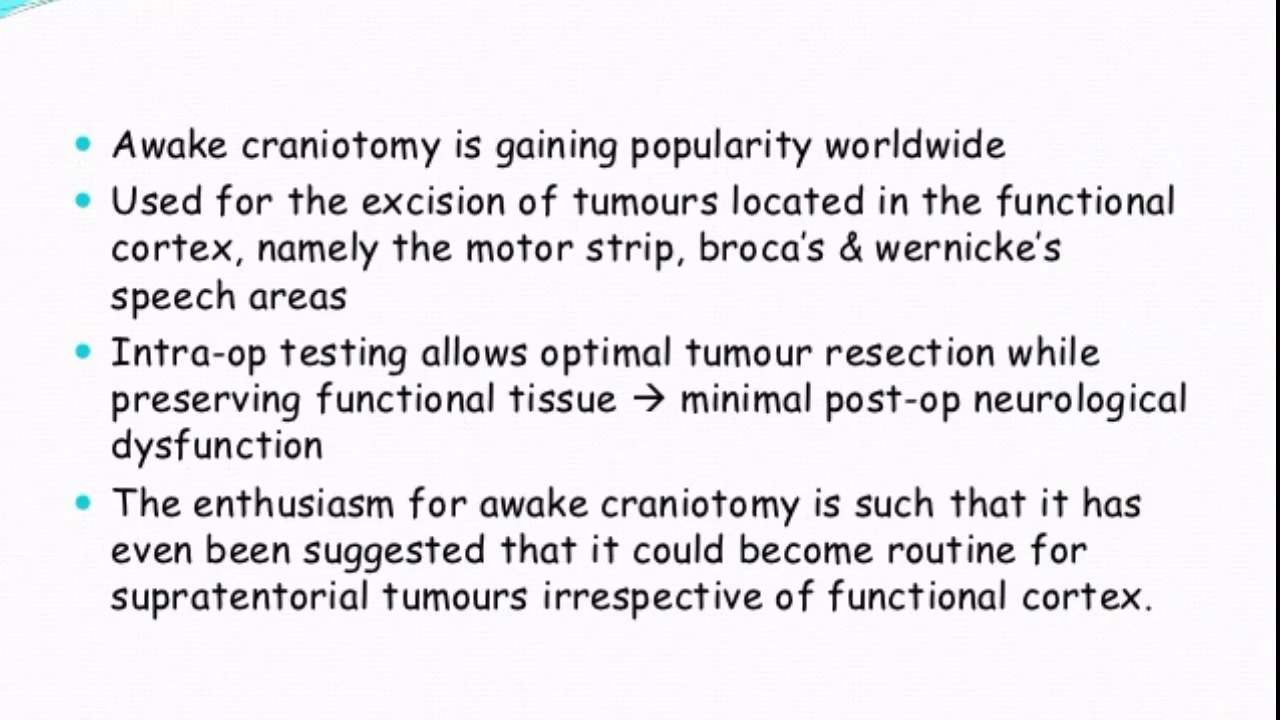 • Awake craniotomy is gaining popularity worldwide
• Used for the excision of tumours located in the functional
cortex, namely the motor strip, broca's & wernicke's
speech areas
• Intra-op testing allows optimal tumour resection while
preserving functional tissue → minimal post-op neurological
dysfunction
• The enthusiasm for awake craniotomy is such that it has
even been suggested that it could become routine for
supratentorial tumours irrespective of functional cortex.